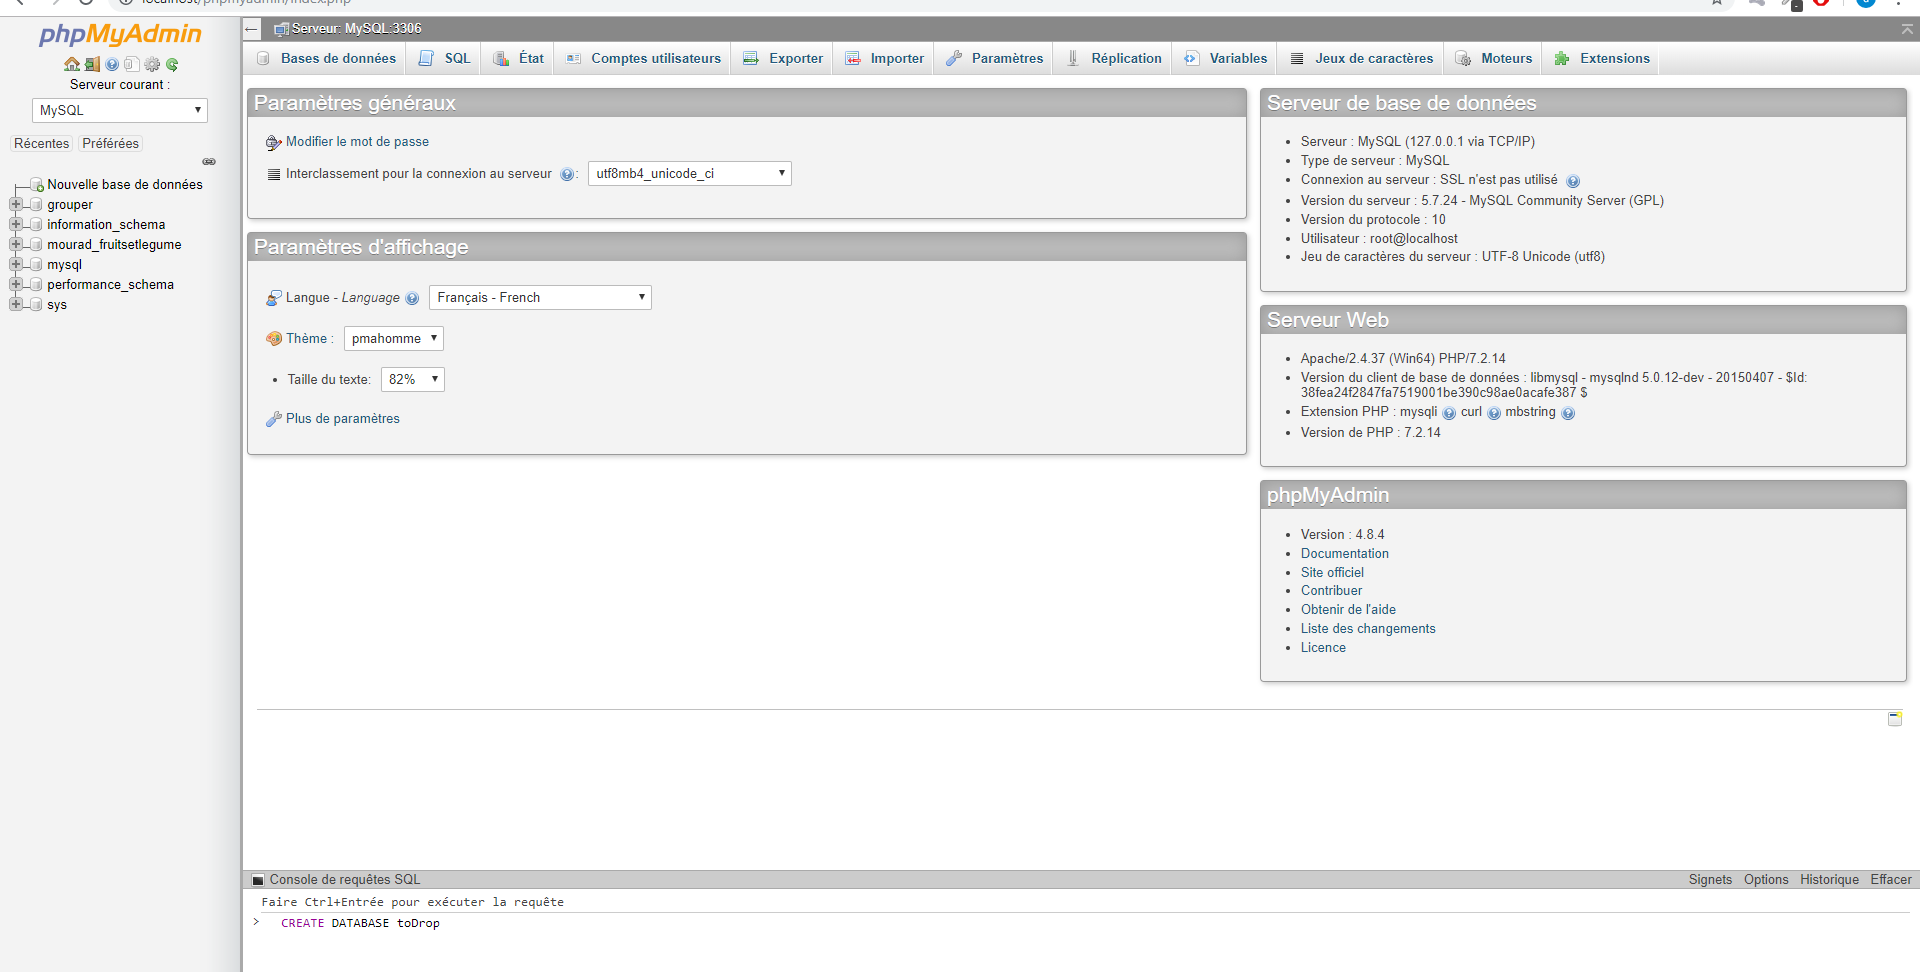 localhost/phpmyadmin/index.php
phpMyAdmin
Serveur courant :
MySQL
Récentes Préférées
Nouvelle base de données
grouper
information_schema
mourad_fruitsetlegume
mysql
performance_schema
sys
Serveur: MySQL:3306
Bases de données SQL État Comptes utilisateurs Exporter Importer Paramètres Réplication Variables Jeux de caractères Moteurs Extensions
Paramètres généraux
Modifier le mot de passe
Interclassement pour la connexion au serveur : utf8mb4_unicode_ci
Paramètres d'affichage
Langue - Language Français - French
Thème : pmahomme
Taille du texte: 82%
Plus de paramètres
Serveur de base de données
Serveur : MySQL (127.0.0.1 via TCP/IP)
Type de serveur : MySQL
Connexion au serveur : SSL n'est pas utilisé
Version du serveur : 5.7.24 - MySQL Community Server (GPL)
Version du protocole : 10
Utilisateur : root@localhost
Jeu de caractères du serveur : UTF-8 Unicode (utf8)
Serveur Web
Apache/2.4.37 (Win64) PHP/7.2.14
Version du client de base de données : libmysql - mysqlnd 5.0.12-dev - 20150407 - $Id:
38fea24f2847fa7519001be390c98ae0acafe387 $
Extension PHP : mysqli curl mbstring
Version de PHP : 7.2.14
phpMyAdmin
Version : 4.8.4
Documentation
Site officiel
Contribuer
Obtenir de l'aide
Liste des changements
Licence
Console de requêtes SQL Signets Options Historique Effacer
Faire Ctrl+Entrée pour exécuter la requête
> CREATE DATABASE toDrop